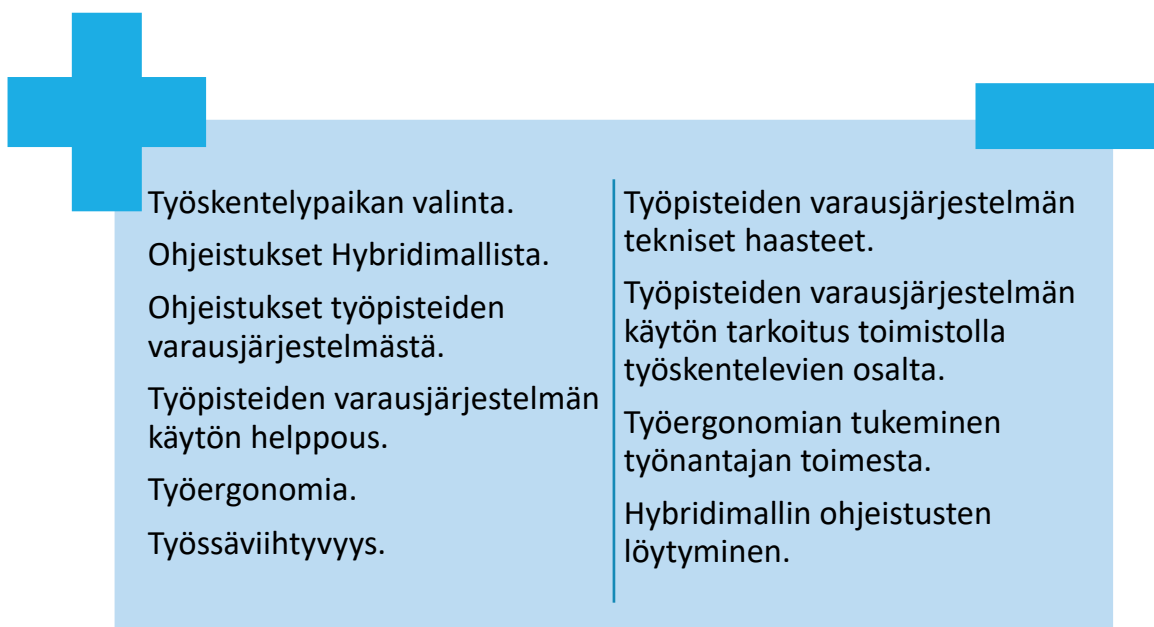 Työskentelypaikan valinta.
Ohjeistukset Hybridimallista.
Ohjeistukset työpisteiden
varausjärjestelmästä.
Työpisteiden varausjärjestelmän
käytön helppous.
Työergonomia.
Työssäviihtyvyys.
Työpisteiden varausjärjestelmän
tekniset haasteet.
Työpisteiden varausjärjestelmän
käytön tarkoitus toimistolla
työskentelevien osalta.
Työergonomian tukeminen
työnantajan toimesta.
Hybridimallin ohjeistusten
löytyminen.